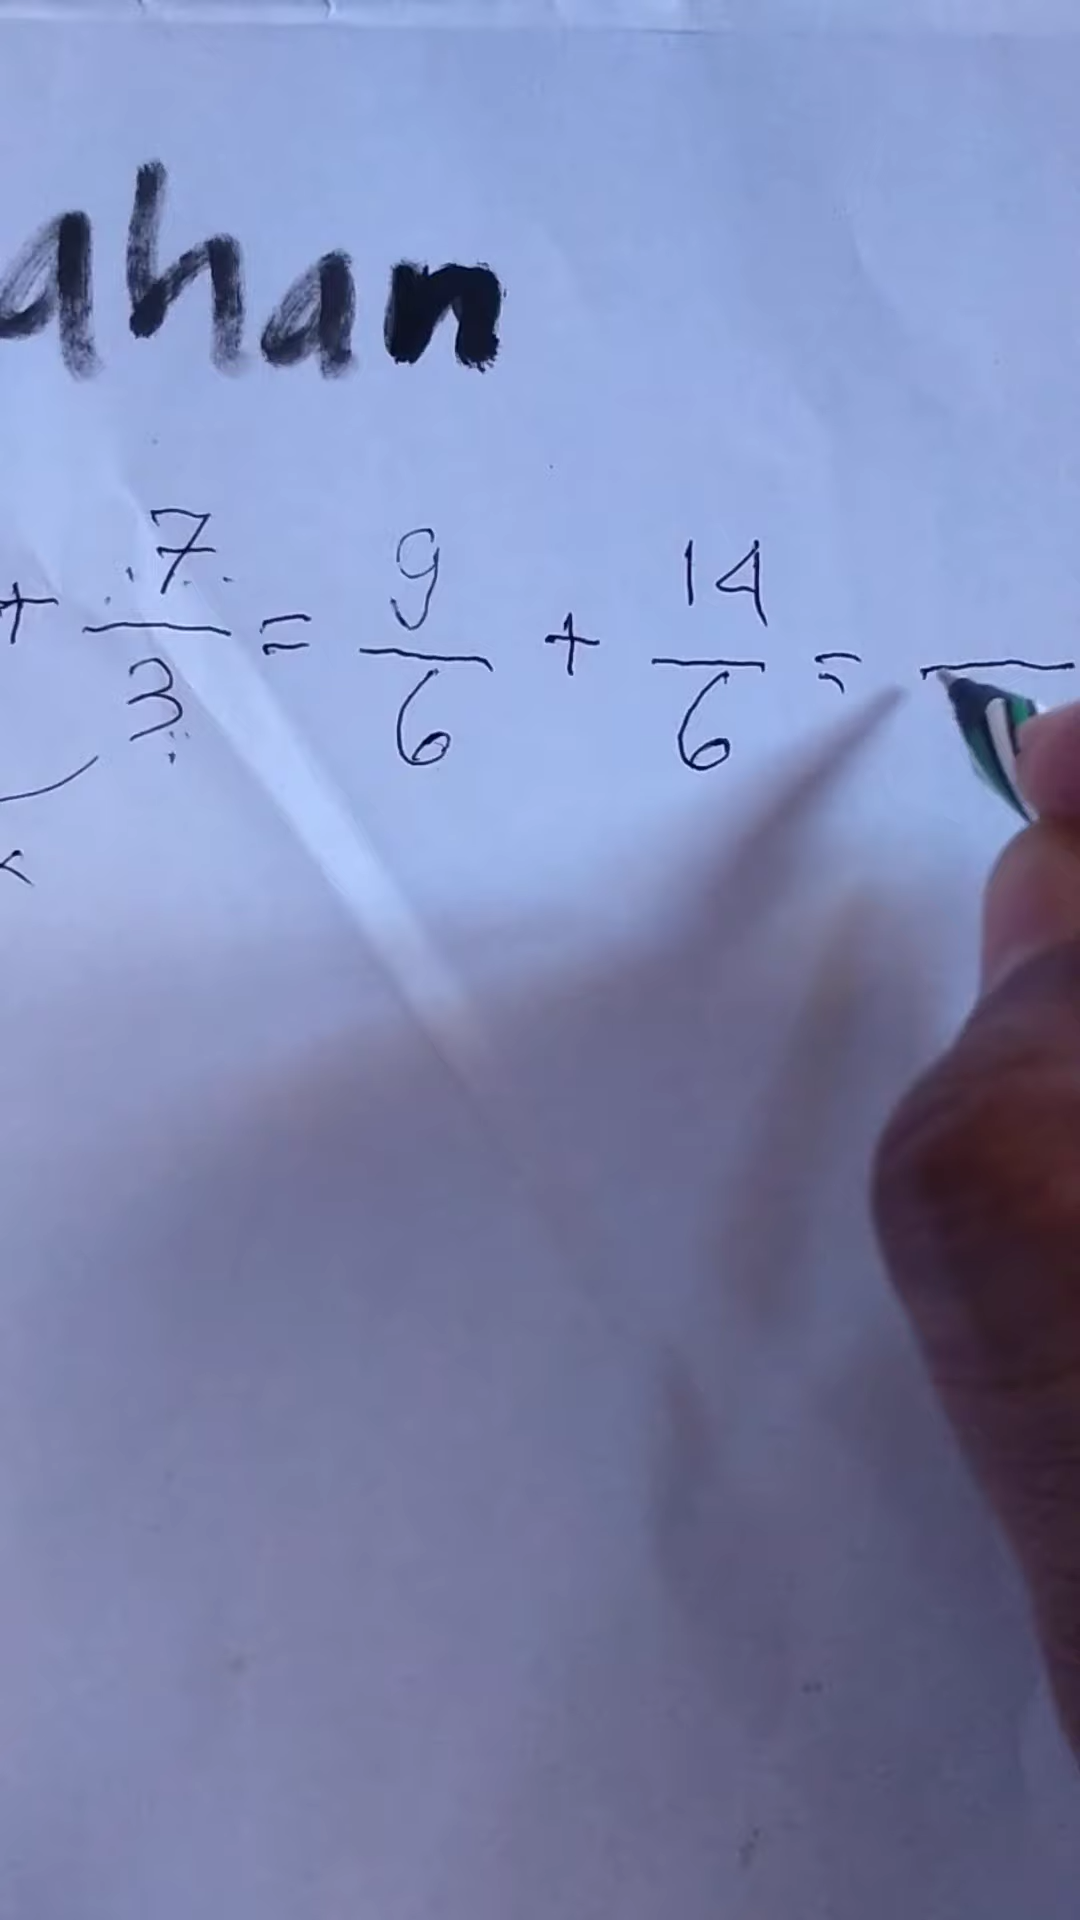 ahan
+ 7/3 = 9/6 + 14/6 =